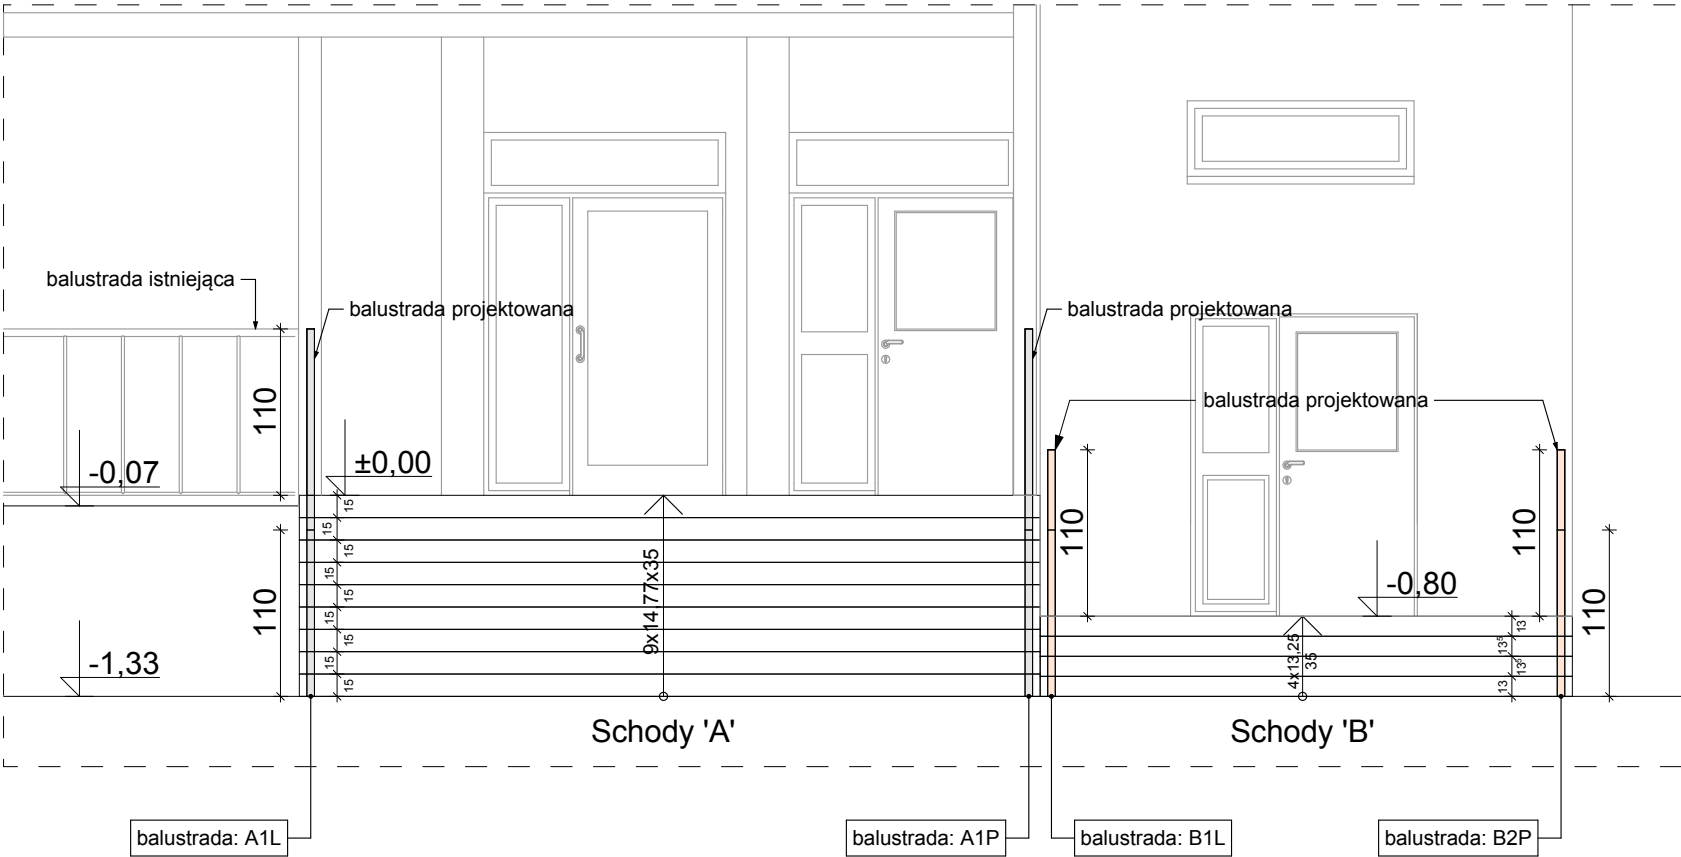 balustrada istniejąca
balustrada projektowana
balustrada projektowana
balustrada projektowana
110
-0,07
±0,00
110
-1,33
15
15
15
15
15
15
15
15
15
9x14,77x35
110
110
-0,80
110
4x13,25
35
13
13⁵
13⁵
13
Schody 'A'
Schody 'B'
balustrada: A1L
balustrada: A1P
balustrada: B1L
balustrada: B2P